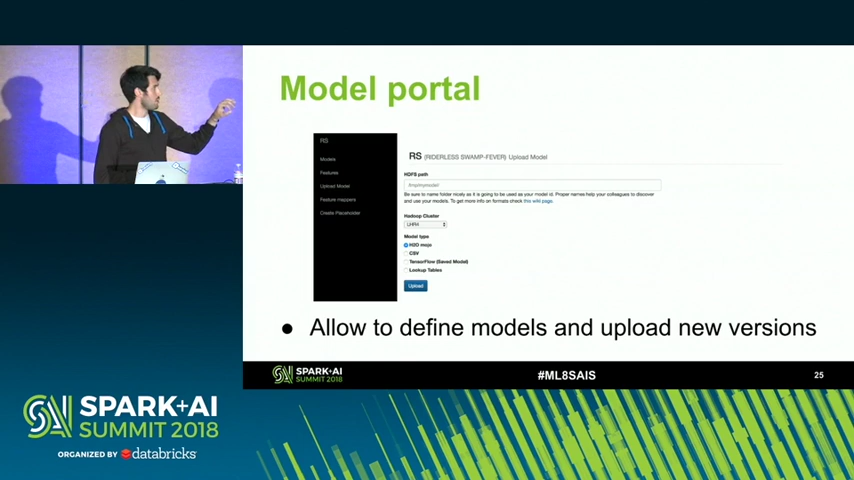 Model portal
RS
Models
Features
Upload Model
Feature mappers
Create Placeholder
RS (RIDERLESS SWAMP-FEVER) Upload Model
HDFS path
/tmp/mymodel
Be sure to name folder nicely as it is going to be used as your model id. Proper names help your colleagues to discover
and use your models. To get more info on formats check this wiki page.
Hadoop Cluster
Model type
H2O mojo
CSV
TensorFlow (Saved Model)
Lookup Tables
Upload
● Allow to define models and upload new versions
SPARK+AI
SUMMIT 2018
#ML8SAIS
25
SPARK+AI
SUMMIT 2018
ORGANIZED BY databricks